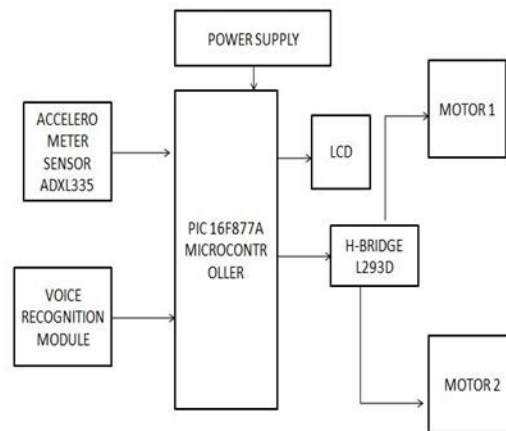 POWER SUPPLY
ACCELERO
METER
SENSOR
ADXL335
LCD
MOTOR 1
PIC 16F877A
MICROCONTR
OLLER
H-BRIDGE
L293D
VOICE
RECOGNITION
MODULE
MOTOR 2